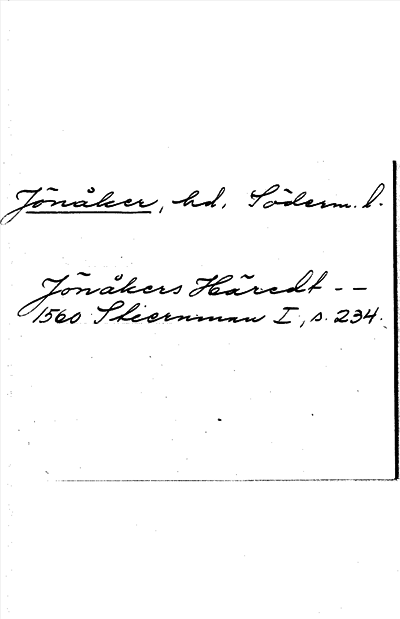 Jönåker, hd, Söderm. l.
Jönåkers Häredt - -
1560 Stiernman I, s. 234.